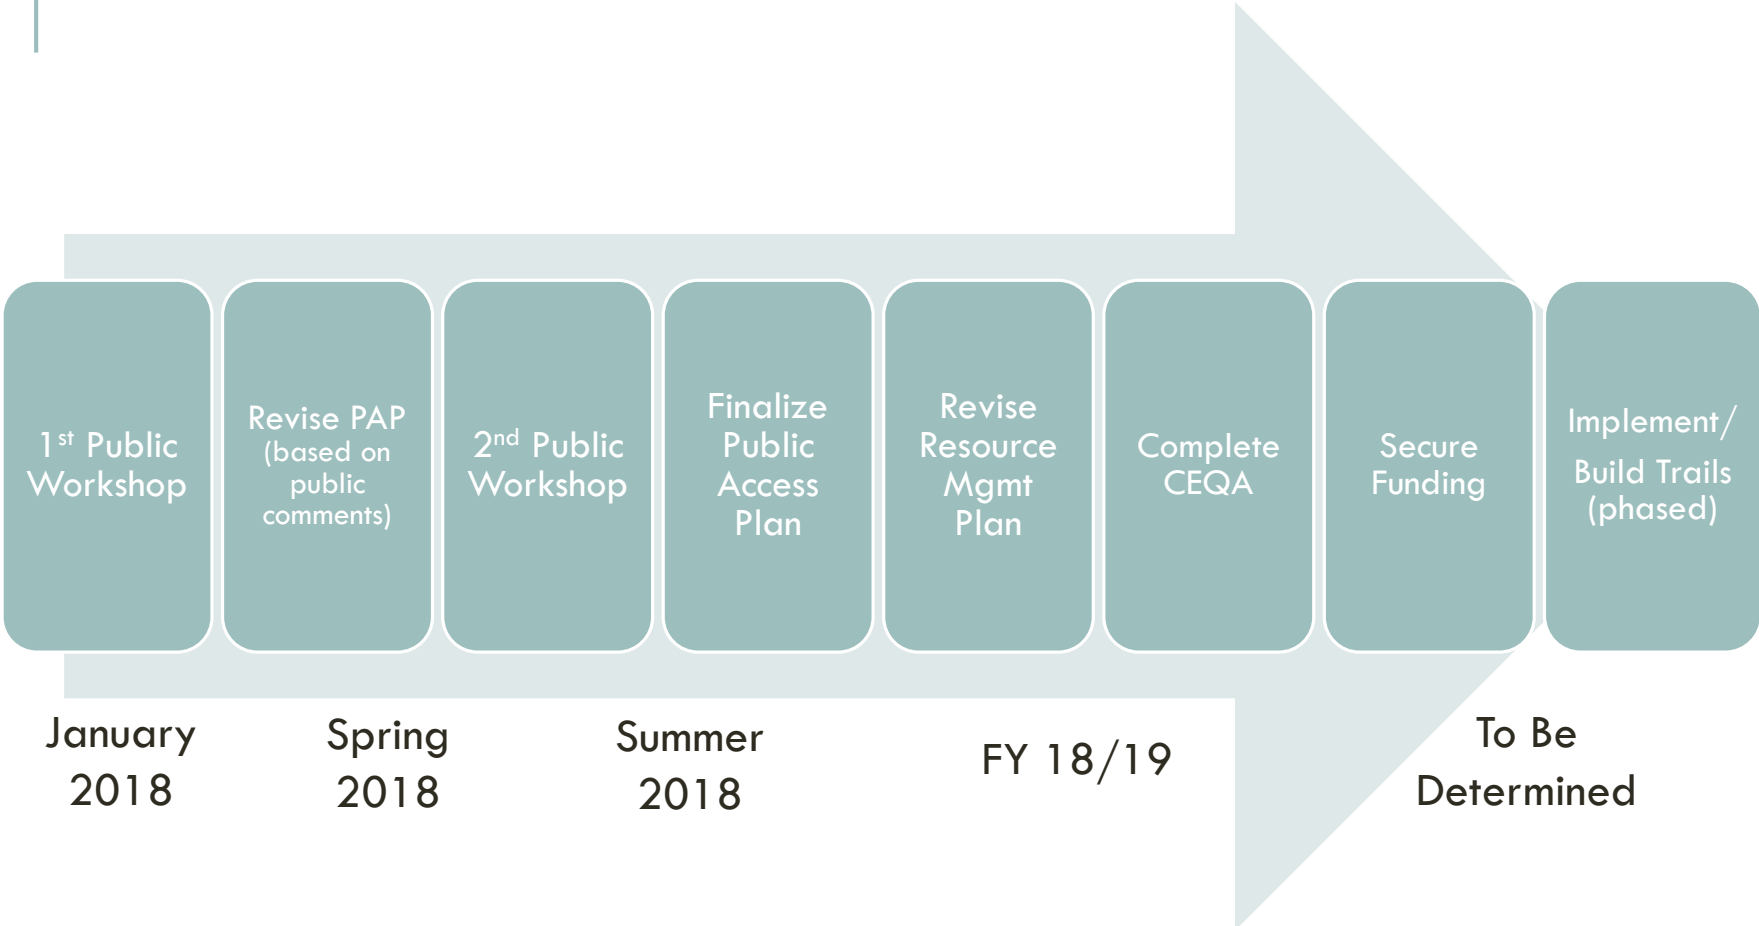 1st Public
Workshop
Revise PAP
(based on
public
comments)
2nd Public
Workshop
Finalize
Public
Access
Plan
Revise
Resource
Mgmt
Plan
Complete
CEQA
Secure
Funding
Implement/
Build Trails
(phased)
January
2018
Spring
2018
Summer
2018
FY 18/19
To Be
Determined